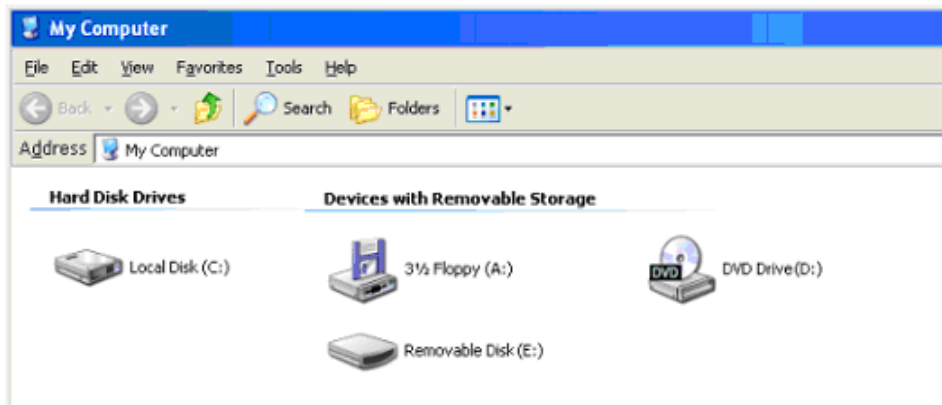 My Computer
File Edit View Favorites Tools Help
Back Search Folders
Address My Computer
Hard Disk Drives Devices with Removable Storage
Local Disk (C:) 3½ Floppy (A:) DVD DVD Drive(D:)
Removable Disk (E:)